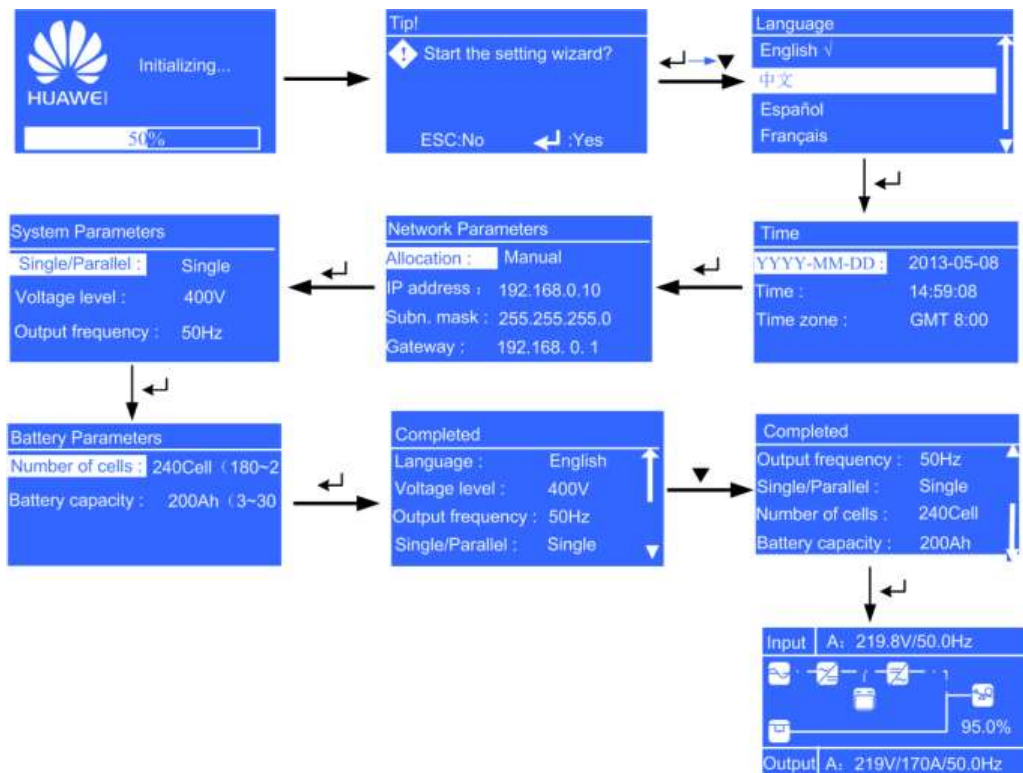 HUAWEI
Initializing...
50%
Tip!
Start the setting wizard?
ESC:No :Yes
Language
English √
中文
Español
Français
System Parameters
Single/Parallel : Single
Voltage level : 400V
Output frequency : 50Hz
Network Parameters
Allocation : Manual
IP address : 192.168.0.10
Subn. mask : 255.255.255.0
Gateway : 192.168. 0. 1
Time
YYYY-MM-DD : 2013-05-08
Time : 14:59:08
Time zone : GMT 8:00
Battery Parameters
Number of cells : 240Cell（180~2
Battery capacity : 200Ah（3~30
Completed
Language : English
Voltage level : 400V
Output frequency : 50Hz
Single/Parallel : Single
Completed
Output frequency : 50Hz
Single/Parallel : Single
Number of cells : 240Cell
Battery capacity : 200Ah
Input A: 219.8V/50.0Hz
95.0%
Output A: 219V/170A/50.0Hz